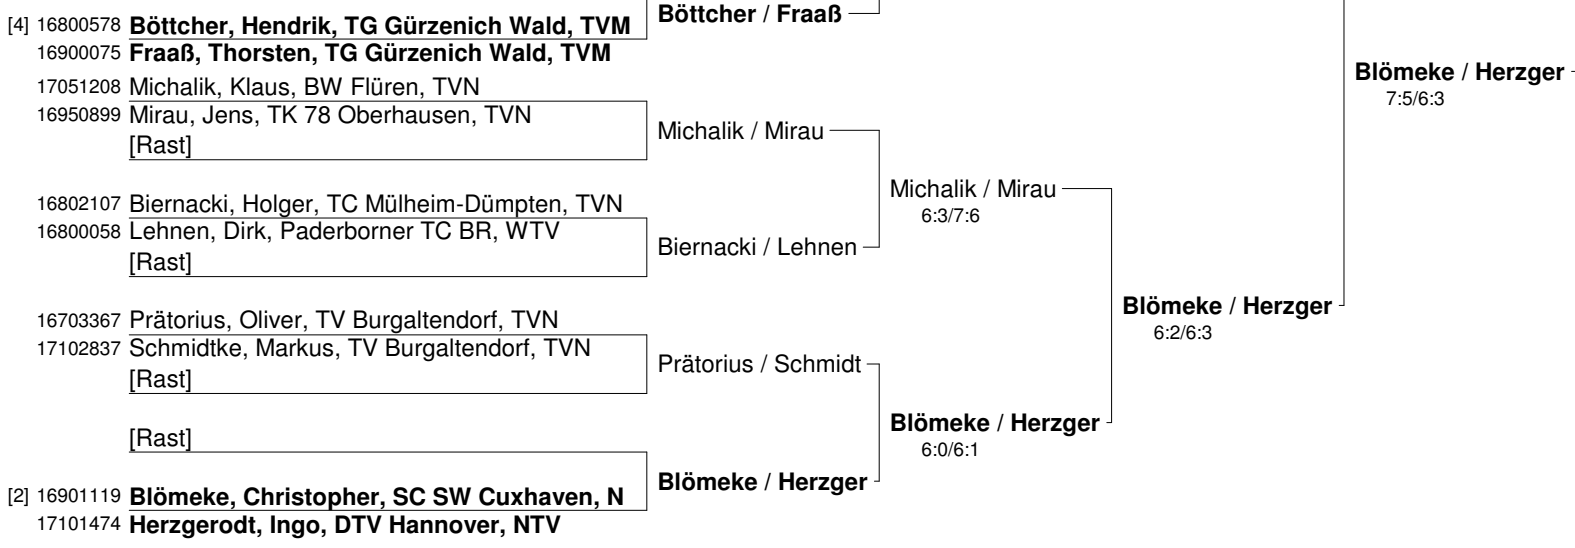 Böttcher / Fraaß
[4] 16800578 Böttcher, Hendrik, TG Gürzenich Wald, TVM
16900075 Fraaß, Thorsten, TG Gürzenich Wald, TVM
Blömeke / Herzger
7:5/6:3
17051208 Michalik, Klaus, BW Flüren, TVN
16950899 Mirau, Jens, TK 78 Oberhausen, TVN
[Rast]
Michalik / Mirau
Michalik / Mirau
6:3/7:6
16802107 Biernacki, Holger, TC Mülheim-Dümpten, TVN
16800058 Lehnen, Dirk, Paderborner TC BR, WTV
[Rast]
Biernacki / Lehnen
Blömeke / Herzger
6:2/6:3
16703367 Prätorius, Oliver, TV Burgaltendorf, TVN
17102837 Schmidtke, Markus, TV Burgaltendorf, TVN
[Rast]
Prätorius / Schmidt
Blömeke / Herzger
6:0/6:1
[Rast]
Blömeke / Herzger
[2] 16901119 Blömeke, Christopher, SC SW Cuxhaven, N
17101474 Herzgerodt, Ingo, DTV Hannover, NTV